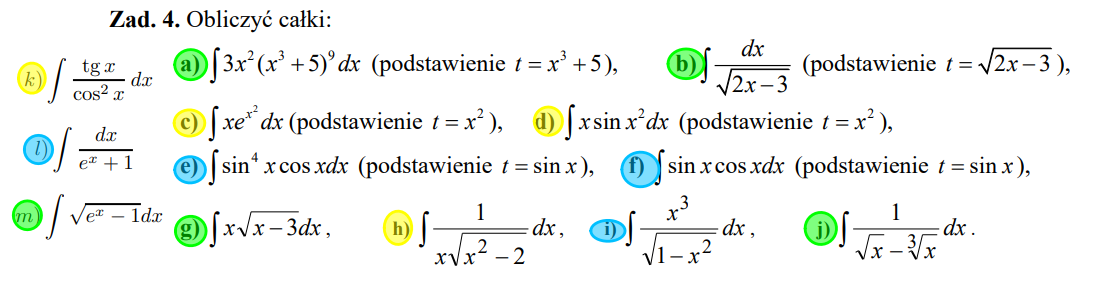 Zad. 4. Obliczyć całki:
k) ∫ tg x / cos² x dx a) ∫ 3x²(x³ + 5)⁹ dx (podstawienie t = x³ + 5), b) ∫ dx / √(2x − 3) (podstawienie t = √(2x − 3)),
c) ∫ xe^(x²) dx (podstawienie t = x²), d) ∫ x sin x² dx (podstawienie t = x²),
l) ∫ dx / (eˣ + 1) e) ∫ sin⁴ x cos xdx (podstawienie t = sin x), f) ∫ sin x cos xdx (podstawienie t = sin x),
m) ∫ √(eˣ − 1)dx g) ∫ x√(x − 3)dx, h) ∫ 1 / (x√(x² − 2)) dx, i) ∫ x³ / √(1 − x²) dx, j) ∫ 1 / (√x − ∛x) dx.